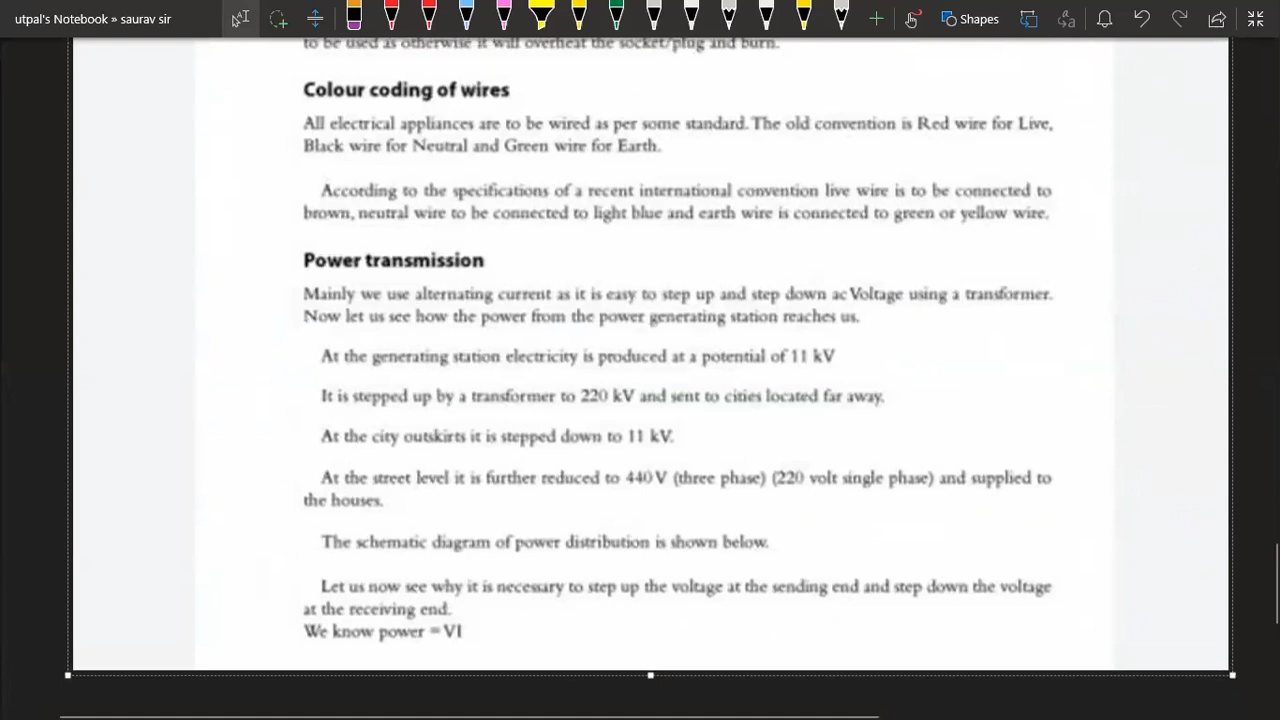 utpal's Notebook » saurav sir
Shapes
to be used as otherwise it will overheat the socket/plug and burn.
Colour coding of wires
All electrical appliances are to be wired as per some standard. The old convention is Red wire for Live,
Black wire for Neutral and Green wire for Earth.
According to the specifications of a recent international convention live wire is to be connected to
brown, neutral wire to be connected to light blue and earth wire is connected to green or yellow wire.
Power transmission
Mainly we use alternating current as it is easy to step up and step down ac Voltage using a transformer.
Now let us see how the power from the power generating station reaches us.
At the generating station electricity is produced at a potential of 11 kV
It is stepped up by a transformer to 220 kV and sent to cities located far away.
At the city outskirts it is stepped down to 11 kV.
At the street level it is further reduced to 440 V (three phase) (220 volt single phase) and supplied to
the houses.
The schematic diagram of power distribution is shown below.
Let us now see why it is necessary to step up the voltage at the sending end and step down the voltage
at the receiving end.
We know power = VI